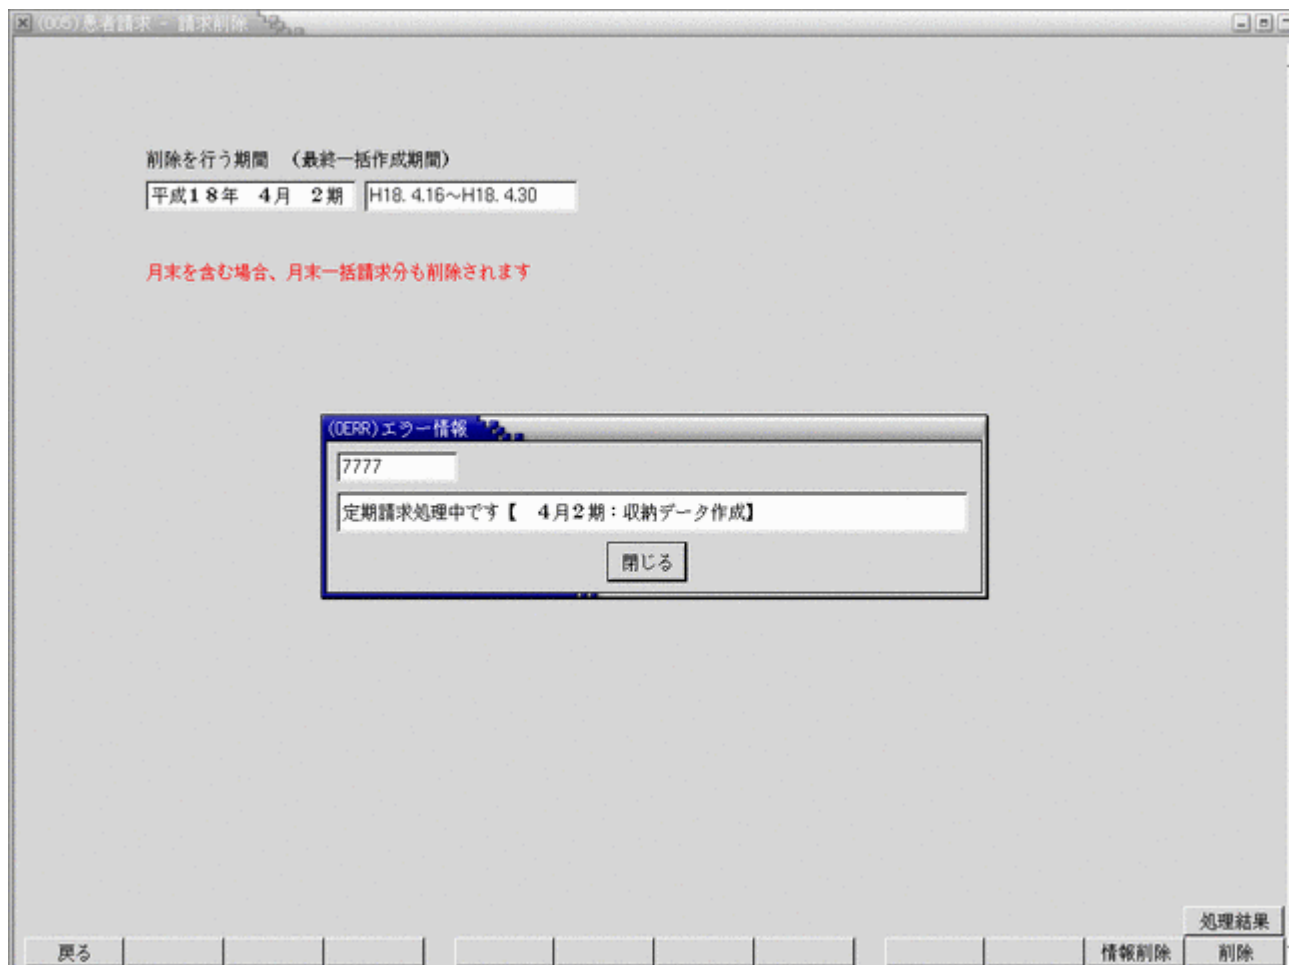 (005)患者請求 - 請求削除
削除を行う期間 （最終一括作成期間）
平成１８年　４月　２期 H18. 4.16～H18. 4.30
月末を含む場合、月末一括請求分も削除されます
(OERR)エラー情報
7777
定期請求処理中です【　４月２期：収納データ作成】
閉じる
処理結果
戻る 情報削除 削除